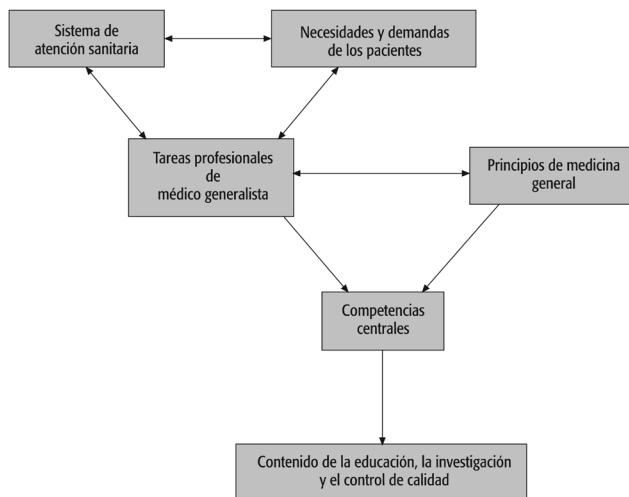 Sistema de
atención sanitaria
Necesidades y demandas
de los pacientes
Tareas profesionales
de
médico generalista
Principios de medicina
general
Competencias
centrales
Contenido de la educación, la investigación
y el control de calidad